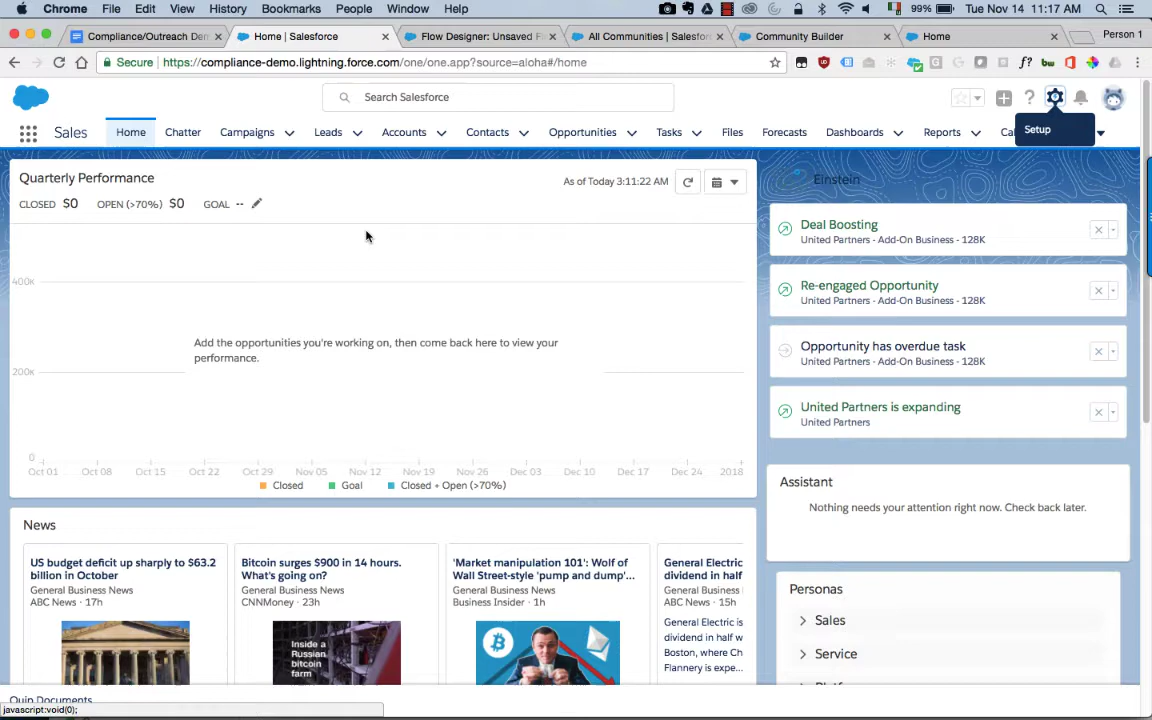 Chrome File Edit View History Bookmarks People Window Help 99% Tue Nov 14 11:17 AM
Compliance/Outreach Den × Home | Salesforce × Flow Designer: Unsaved F × All Communities | Salesfor × Community Builder × Home × Person 1
Secure | https://compliance-demo.lightning.force.com/one/one.app?source=aloha#/home
Search Salesforce
Sales Home Chatter Campaigns Leads Accounts Contacts Opportunities Tasks Files Forecasts Dashboards Reports Cal
Setup
Quarterly Performance
As of Today 3:11:22 AM
CLOSED $0 OPEN (>70%) $0 GOAL --
400K
Add the opportunities you're working on, then come back here to view your
performance.
200K
0
Oct 01 Oct 08 Oct 15 Oct 22 Oct 29 Nov 05 Nov 12 Nov 19 Nov 26 Dec 03 Dec 10 Dec 17 Dec 24 2018
Closed Goal Closed + Open (>70%)
Einstein
Deal Boosting
United Partners - Add-On Business - 128K
Re-engaged Opportunity
United Partners - Add-On Business - 128K
Opportunity has overdue task
United Partners - Add-On Business - 128K
United Partners is expanding
United Partners
Assistant
Nothing needs your attention right now. Check back later.
Personas
Sales
Service
News
US budget deficit up sharply to $63.2
billion in October
General Business News
ABC News · 17h
Bitcoin surges $900 in 14 hours.
What's going on?
General Business News
CNNMoney · 23h
Inside a
Russian
bitcoin
farm
'Market manipulation 101': Wolf of
Wall Street-style 'pump and dump'...
General Business News
Business Insider · 1h
General Electric
dividend in half
General Business News
ABC News · 15h
General Electric is
dividend in half w
Boston, where Ch
Flannery is expe...
Quip Documents
javascript:void(0);